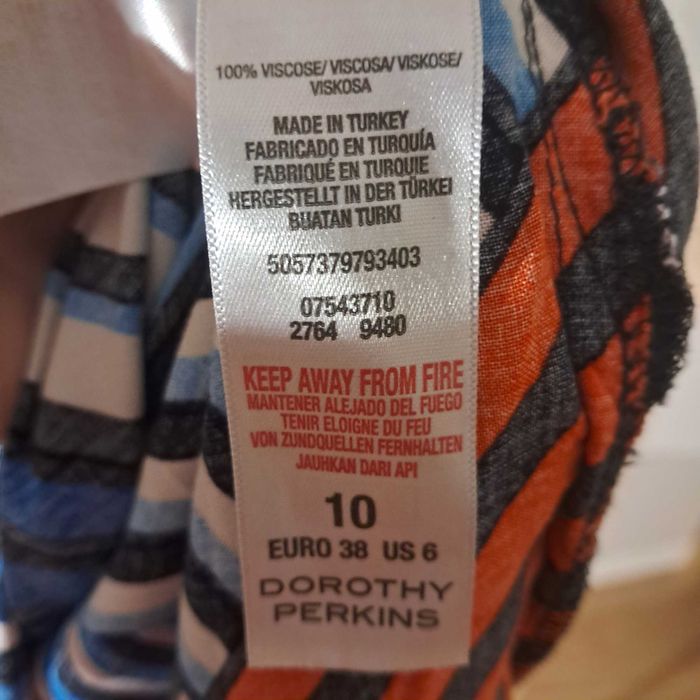 100% VISCOSE/ VISCOSA/ VISKOSE/
VISKOSA
MADE IN TURKEY
FABRICADO EN TURQUÍA
FABRIQUÉ EN TURQUIE
HERGESTELLT IN DER TÜRKEI
BUATAN TURKI
5057379793403
07543710
2764 9480
KEEP AWAY FROM FIRE
MANTENER ALEJADO DEL FUEGO
TENIR ELOIGNE DU FEU
VON ZUNDQUELLEN FERNHALTEN
JAUHKAN DARI API
10
EURO 38 US 6
DOROTHY
PERKINS